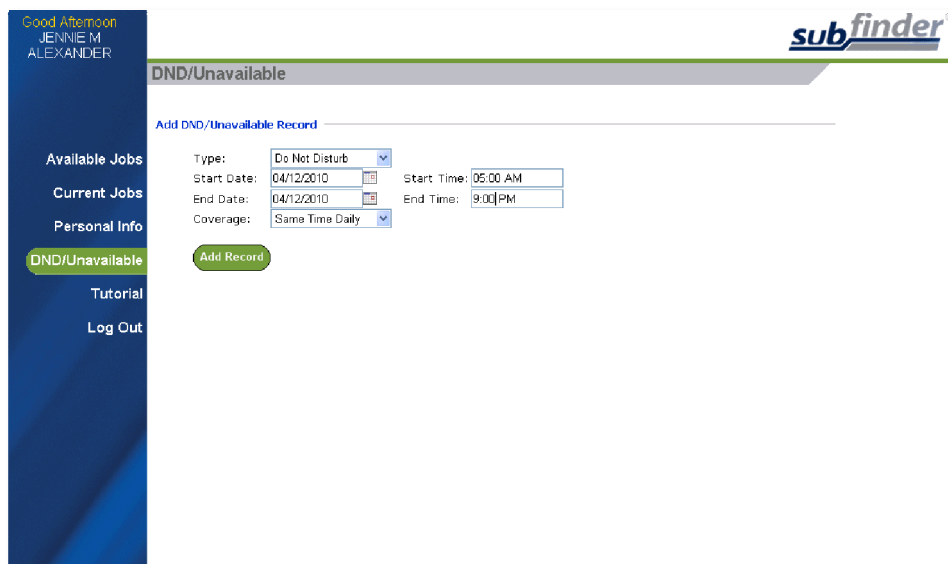 Good Afternoon
JENNIE M
ALEXANDER
subfinder
DND/Unavailable
Add DND/Unavailable Record
Available Jobs
Current Jobs
Personal Info
DND/Unavailable
Tutorial
Log Out
Type: Do Not Disturb
Start Date: 04/12/2010 Start Time: 05:00 AM
End Date: 04/12/2010 End Time: 9:00 PM
Coverage: Same Time Daily
Add Record